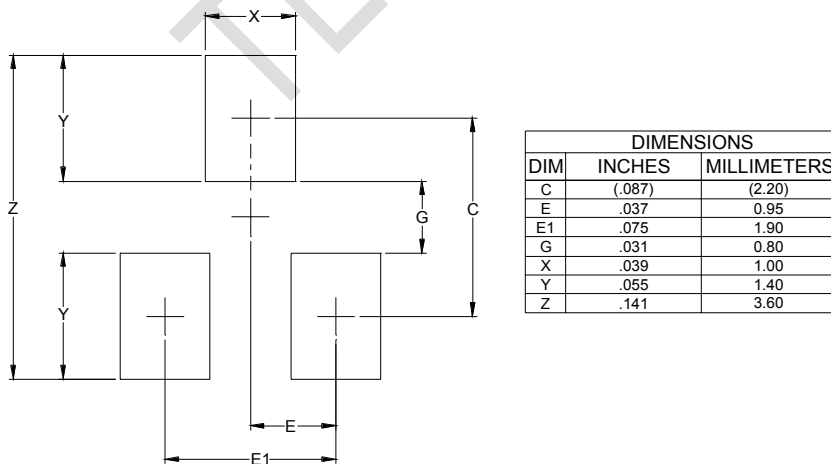 X
Y
Z
G
C
Y
E
E1
DIMENSIONS
DIM INCHES MILLIMETERS
C (.087) (2.20)
E .037 0.95
E1 .075 1.90
G .031 0.80
X .039 1.00
Y .055 1.40
Z .141 3.60